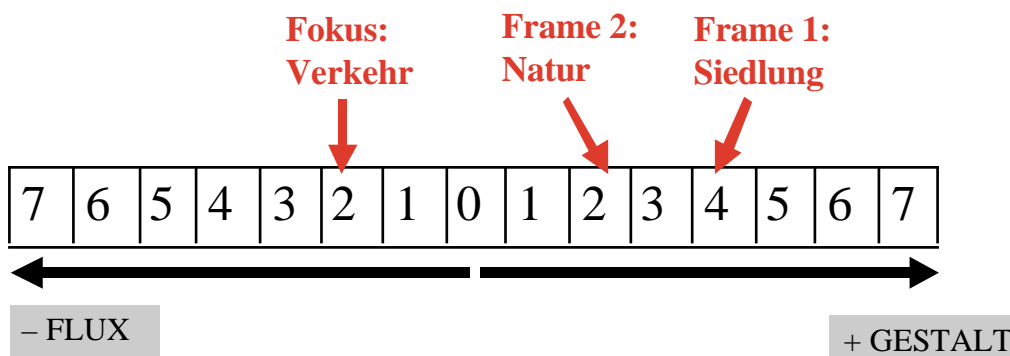 Fokus:
Verkehr
Frame 2:
Natur
Frame 1:
Siedlung
7 6 5 4 3 2 1 0 1 2 3 4 5 6 7
– FLUX
+ GESTALT